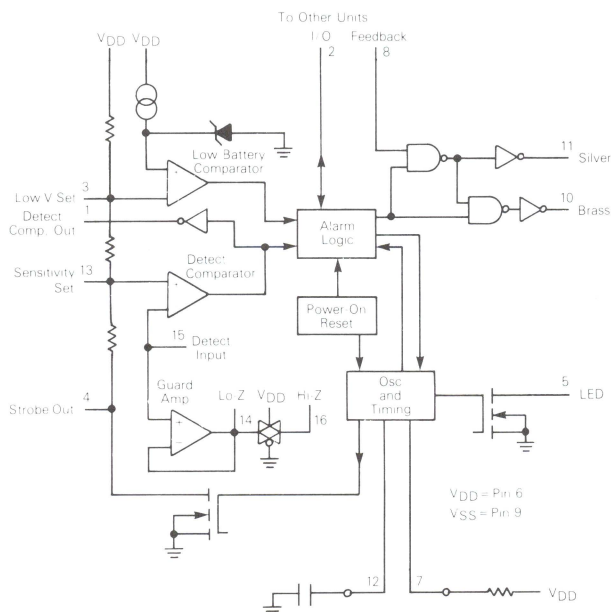 To Other Units
VDD
VDD
I-O
Feedback
2
8
Low Battery
Comparator
11
Silver
3
Low V Set
10
Brass
1
Detect
Comp. Out
Alarm
Logic
Detect
Comparator
13
Sensitivity
Set
Power-On
Reset
15
Detect
Input
4
Strobe Out
Guard
Amp
Lo-Z
VDD
Hi-Z
Osc
and
Timing
5
LED
+
14
16
−
VDD = Pin 6
VSS = Pin 9
12
7
VDD